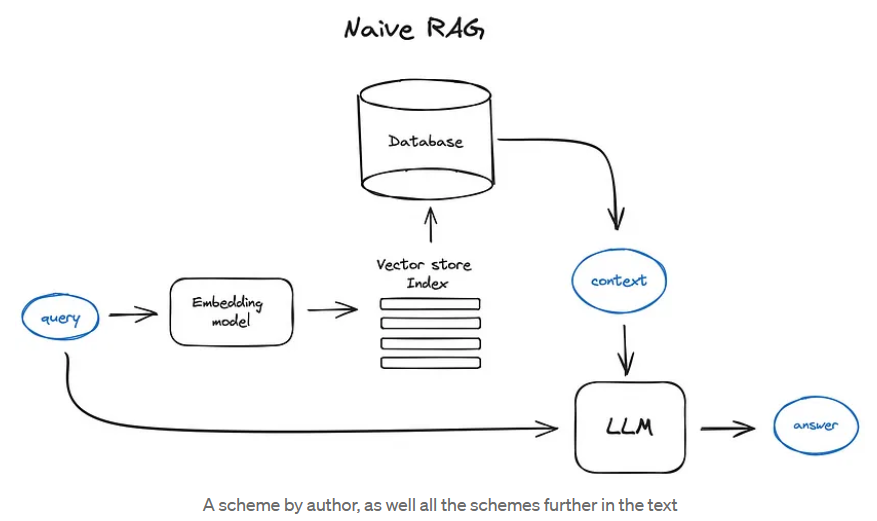 Naive RAG
Database
Vector store
Index
context
query
Embedding
model
LLM
answer
A scheme by author, as well all the schemes further in the text